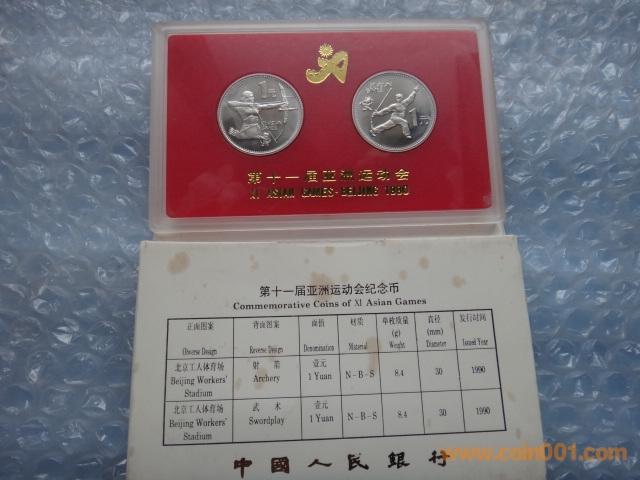 1元
1元
第十一届亚洲运动会
XI ASIAN GAMES·BEIJING 1990
第十一届亚洲运动会纪念币
Commemorative Coins of XI Asian Games
正面图案 背面图案 面值 材质 单枚质量 直径 发行时间
(g) (mm)
Obverse Design Reverse Design Denomination Material Weight Diameter Issued Year
北京工人体育场 射箭 壹元
Beijing Workers' Archery 1 Yuan N-B-S 8.4 30 1990
Stadium
北京工人体育场 武术 壹元
Beijing Workers' Swordplay 1 Yuan N-B-S 8.4 30 1990
Stadium
中國人民銀行
www.coin001.com